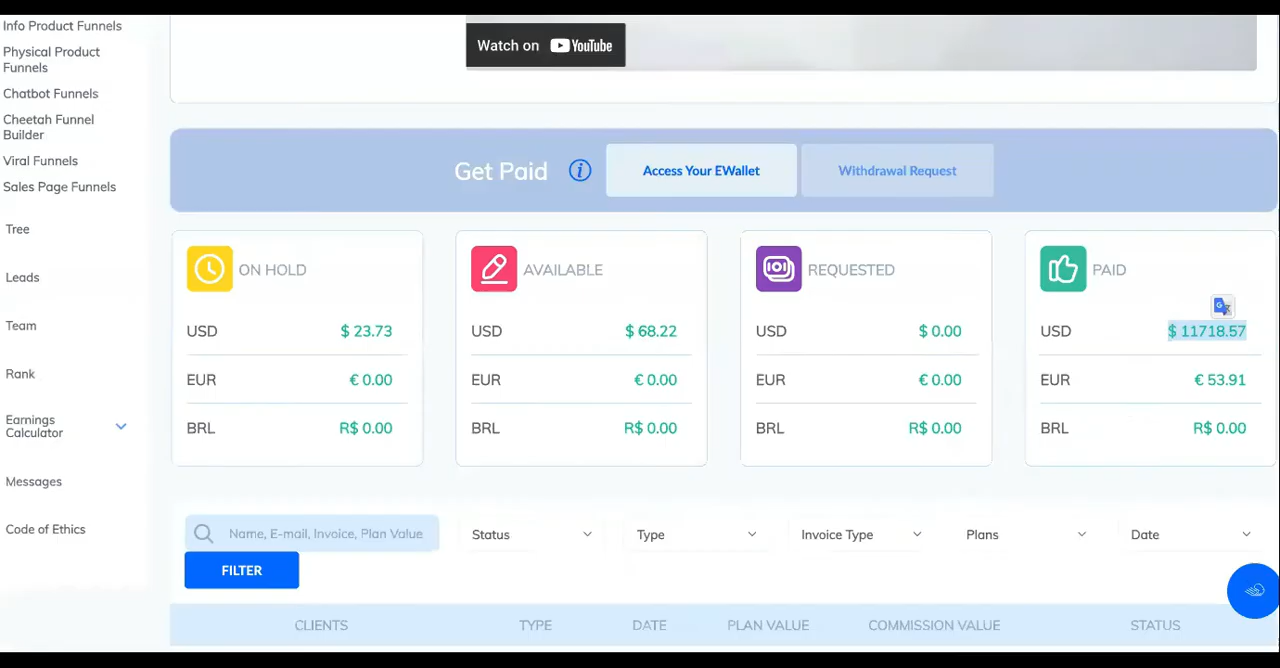 Info Product Funnels
Physical Product
Funnels
Chatbot Funnels
Cheetah Funnel
Builder
Viral Funnels
Sales Page Funnels
Tree
Leads
Team
Rank
Earnings
Calculator
Messages
Code of Ethics
Watch on YouTube
Get Paid i Access Your EWallet Withdrawal Request
ON HOLD
USD $ 23.73
EUR € 0.00
BRL R$ 0.00
AVAILABLE
USD $ 68.22
EUR € 0.00
BRL R$ 0.00
REQUESTED
USD $ 0.00
EUR € 0.00
BRL R$ 0.00
PAID
USD $ 11718.57
EUR € 53.91
BRL R$ 0.00
Name, E-mail, Invoice, Plan Value Status Type Invoice Type Plans Date
FILTER
CLIENTS TYPE DATE PLAN VALUE COMMISSION VALUE STATUS